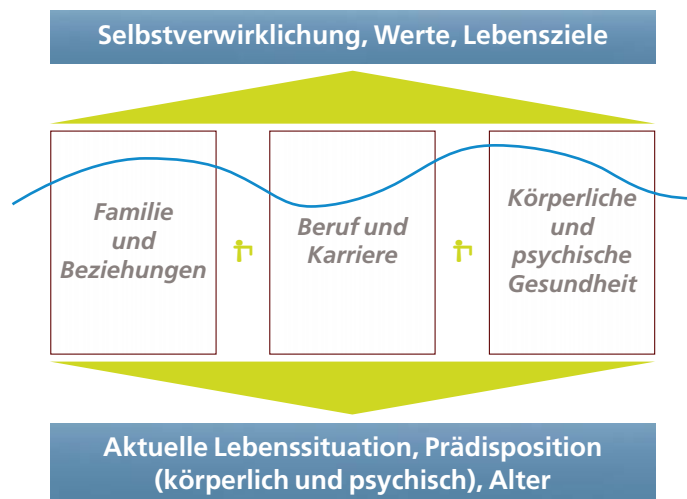 Selbstverwirklichung, Werte, Lebensziele
Familie
und
Beziehungen
Beruf und
Karriere
Körperliche
und
psychische
Gesundheit
Aktuelle Lebenssituation, Prädisposition
(körperlich und psychisch), Alter